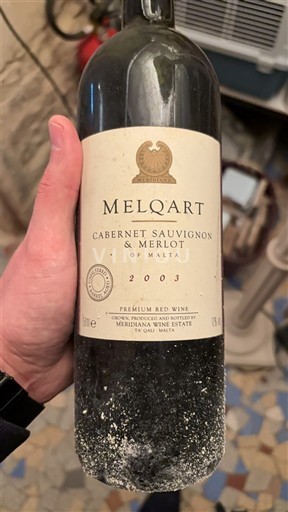 MERIDIANA
MELQART
CABERNET SAUVIGNON
& MERLOT
OF MALTA
2003
PREMIUM RED WINE
GROWN, PRODUCED AND BOTTLED BY
MERIDIANA WINE ESTATE
TA' QALI · MALTA